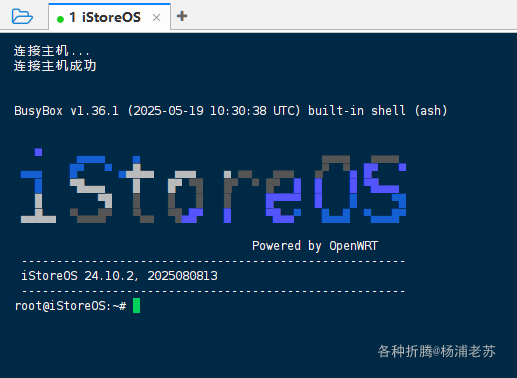 1 iStoreOS
连接主机...
连接主机成功
BusyBox v1.36.1 (2025-05-19 10:30:38 UTC) built-in shell (ash)
iStoreOS
Powered by OpenWRT
-------------------------------------------------------
iStoreOS 24.10.2, 2025080813
-------------------------------------------------------
root@iStoreOS:~#
各种折腾@杨浦老苏